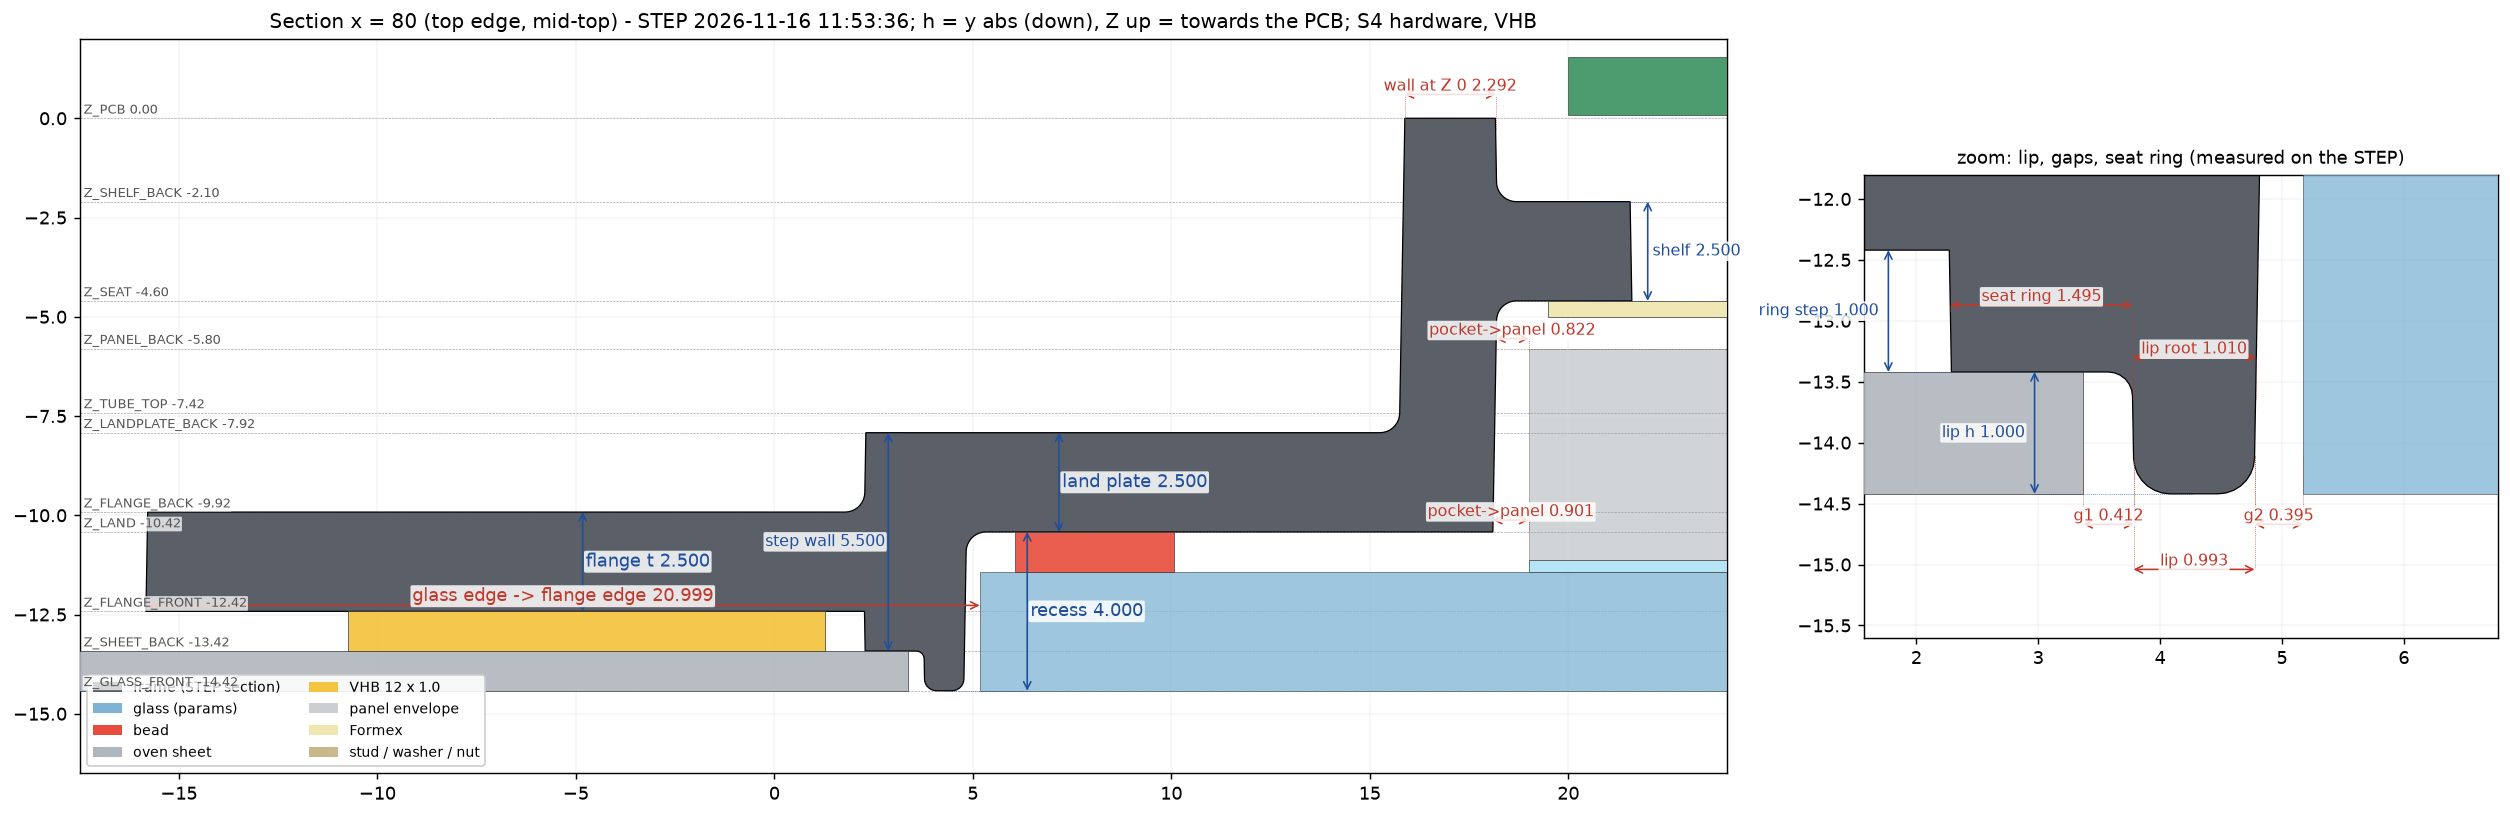 Section x = 80 (top edge, mid-top) - STEP 2026-11-16 11:53:36; h = y abs (down), Z up = towards the PCB; S4 hardware, VHB
wall at Z 0 2.292
Z_PCB 0.00
0.0
Z_SHELF_BACK -2.10
−2.5
shelf 2.500
Z_SEAT -4.60
−5.0
pocket->panel 0.822
Z_PANEL_BACK -5.80
Z_TUBE_TOP -7.42
−7.5
Z_LANDPLATE_BACK -7.92
land plate 2.500
Z_FLANGE_BACK -9.92
−10.0
Z_LAND -10.42
pocket->panel 0.901
step wall 5.500
flange t 2.500
glass edge -> flange edge 20.999
Z_FLANGE_FRONT -12.42
−12.5
recess 4.000
Z_SHEET_BACK -13.42
Z_GLASS_FRONT -14.42
−15.0
frame (STEP section)
glass (params)
bead
oven sheet
VHB 12 x 1.0
panel envelope
Formex
stud / washer / nut
−15
−10
−5
0
5
10
15
20
zoom: lip, gaps, seat ring (measured on the STEP)
−12.0
−12.5
seat ring 1.495
ring step 1.000
−13.0
lip root 1.010
−13.5
lip h 1.000
−14.0
−14.5
g1 0.412
g2 0.395
lip 0.993
−15.0
−15.5
2
3
4
5
6